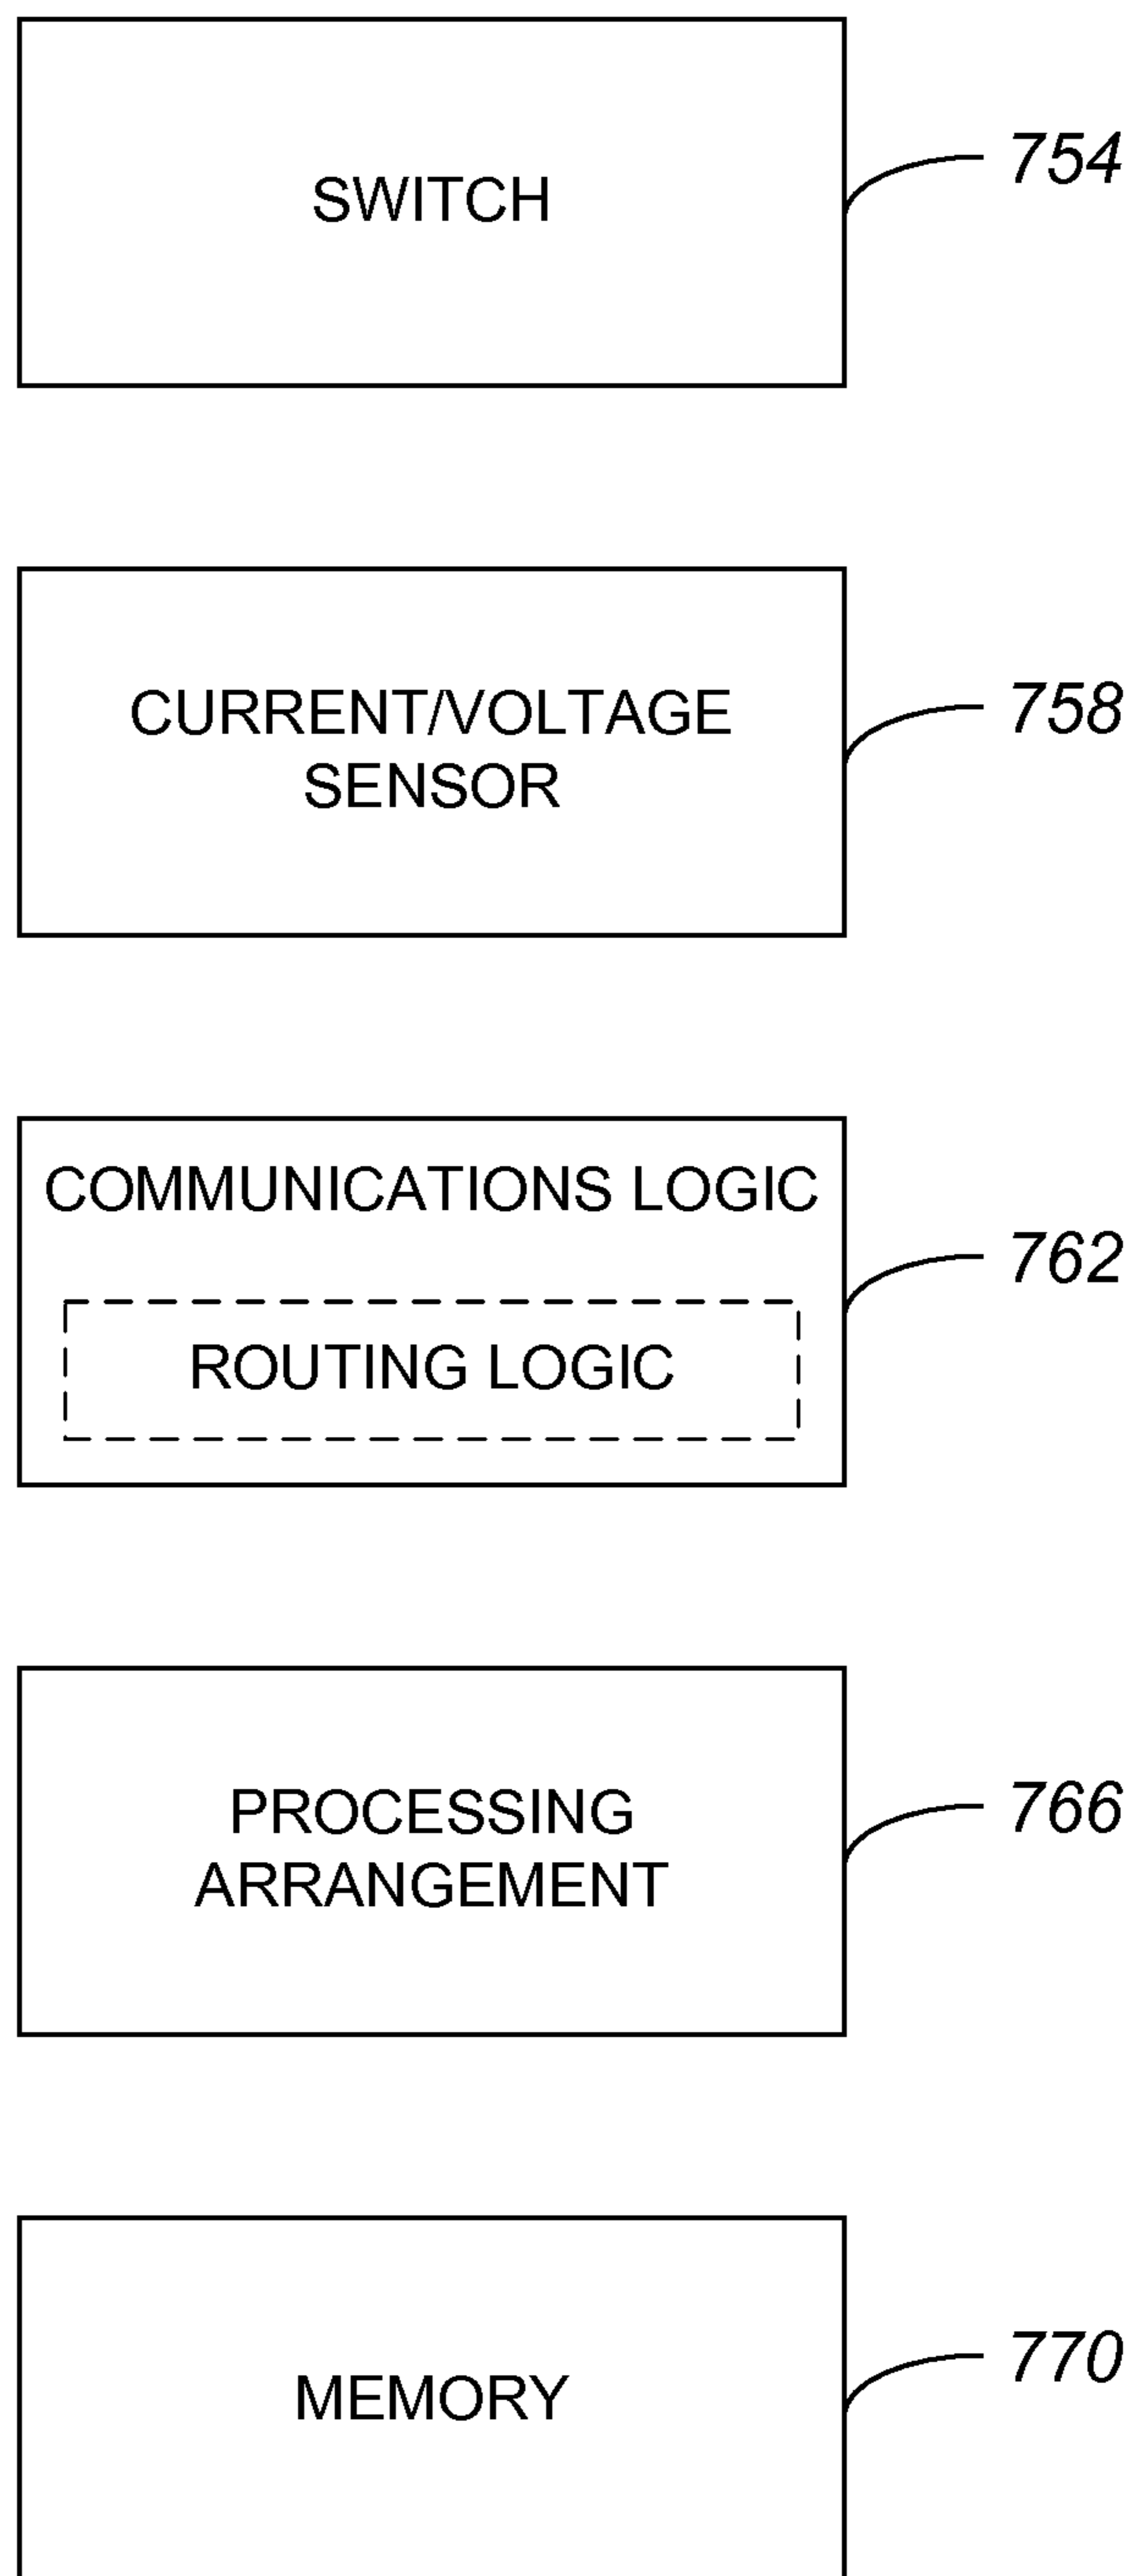 SWITCH
754
CURRENT/VOLTAGE
SENSOR
758
COMMUNICATIONS LOGIC
ROUTING LOGIC
762
PROCESSING
ARRANGEMENT
766
MEMORY
770